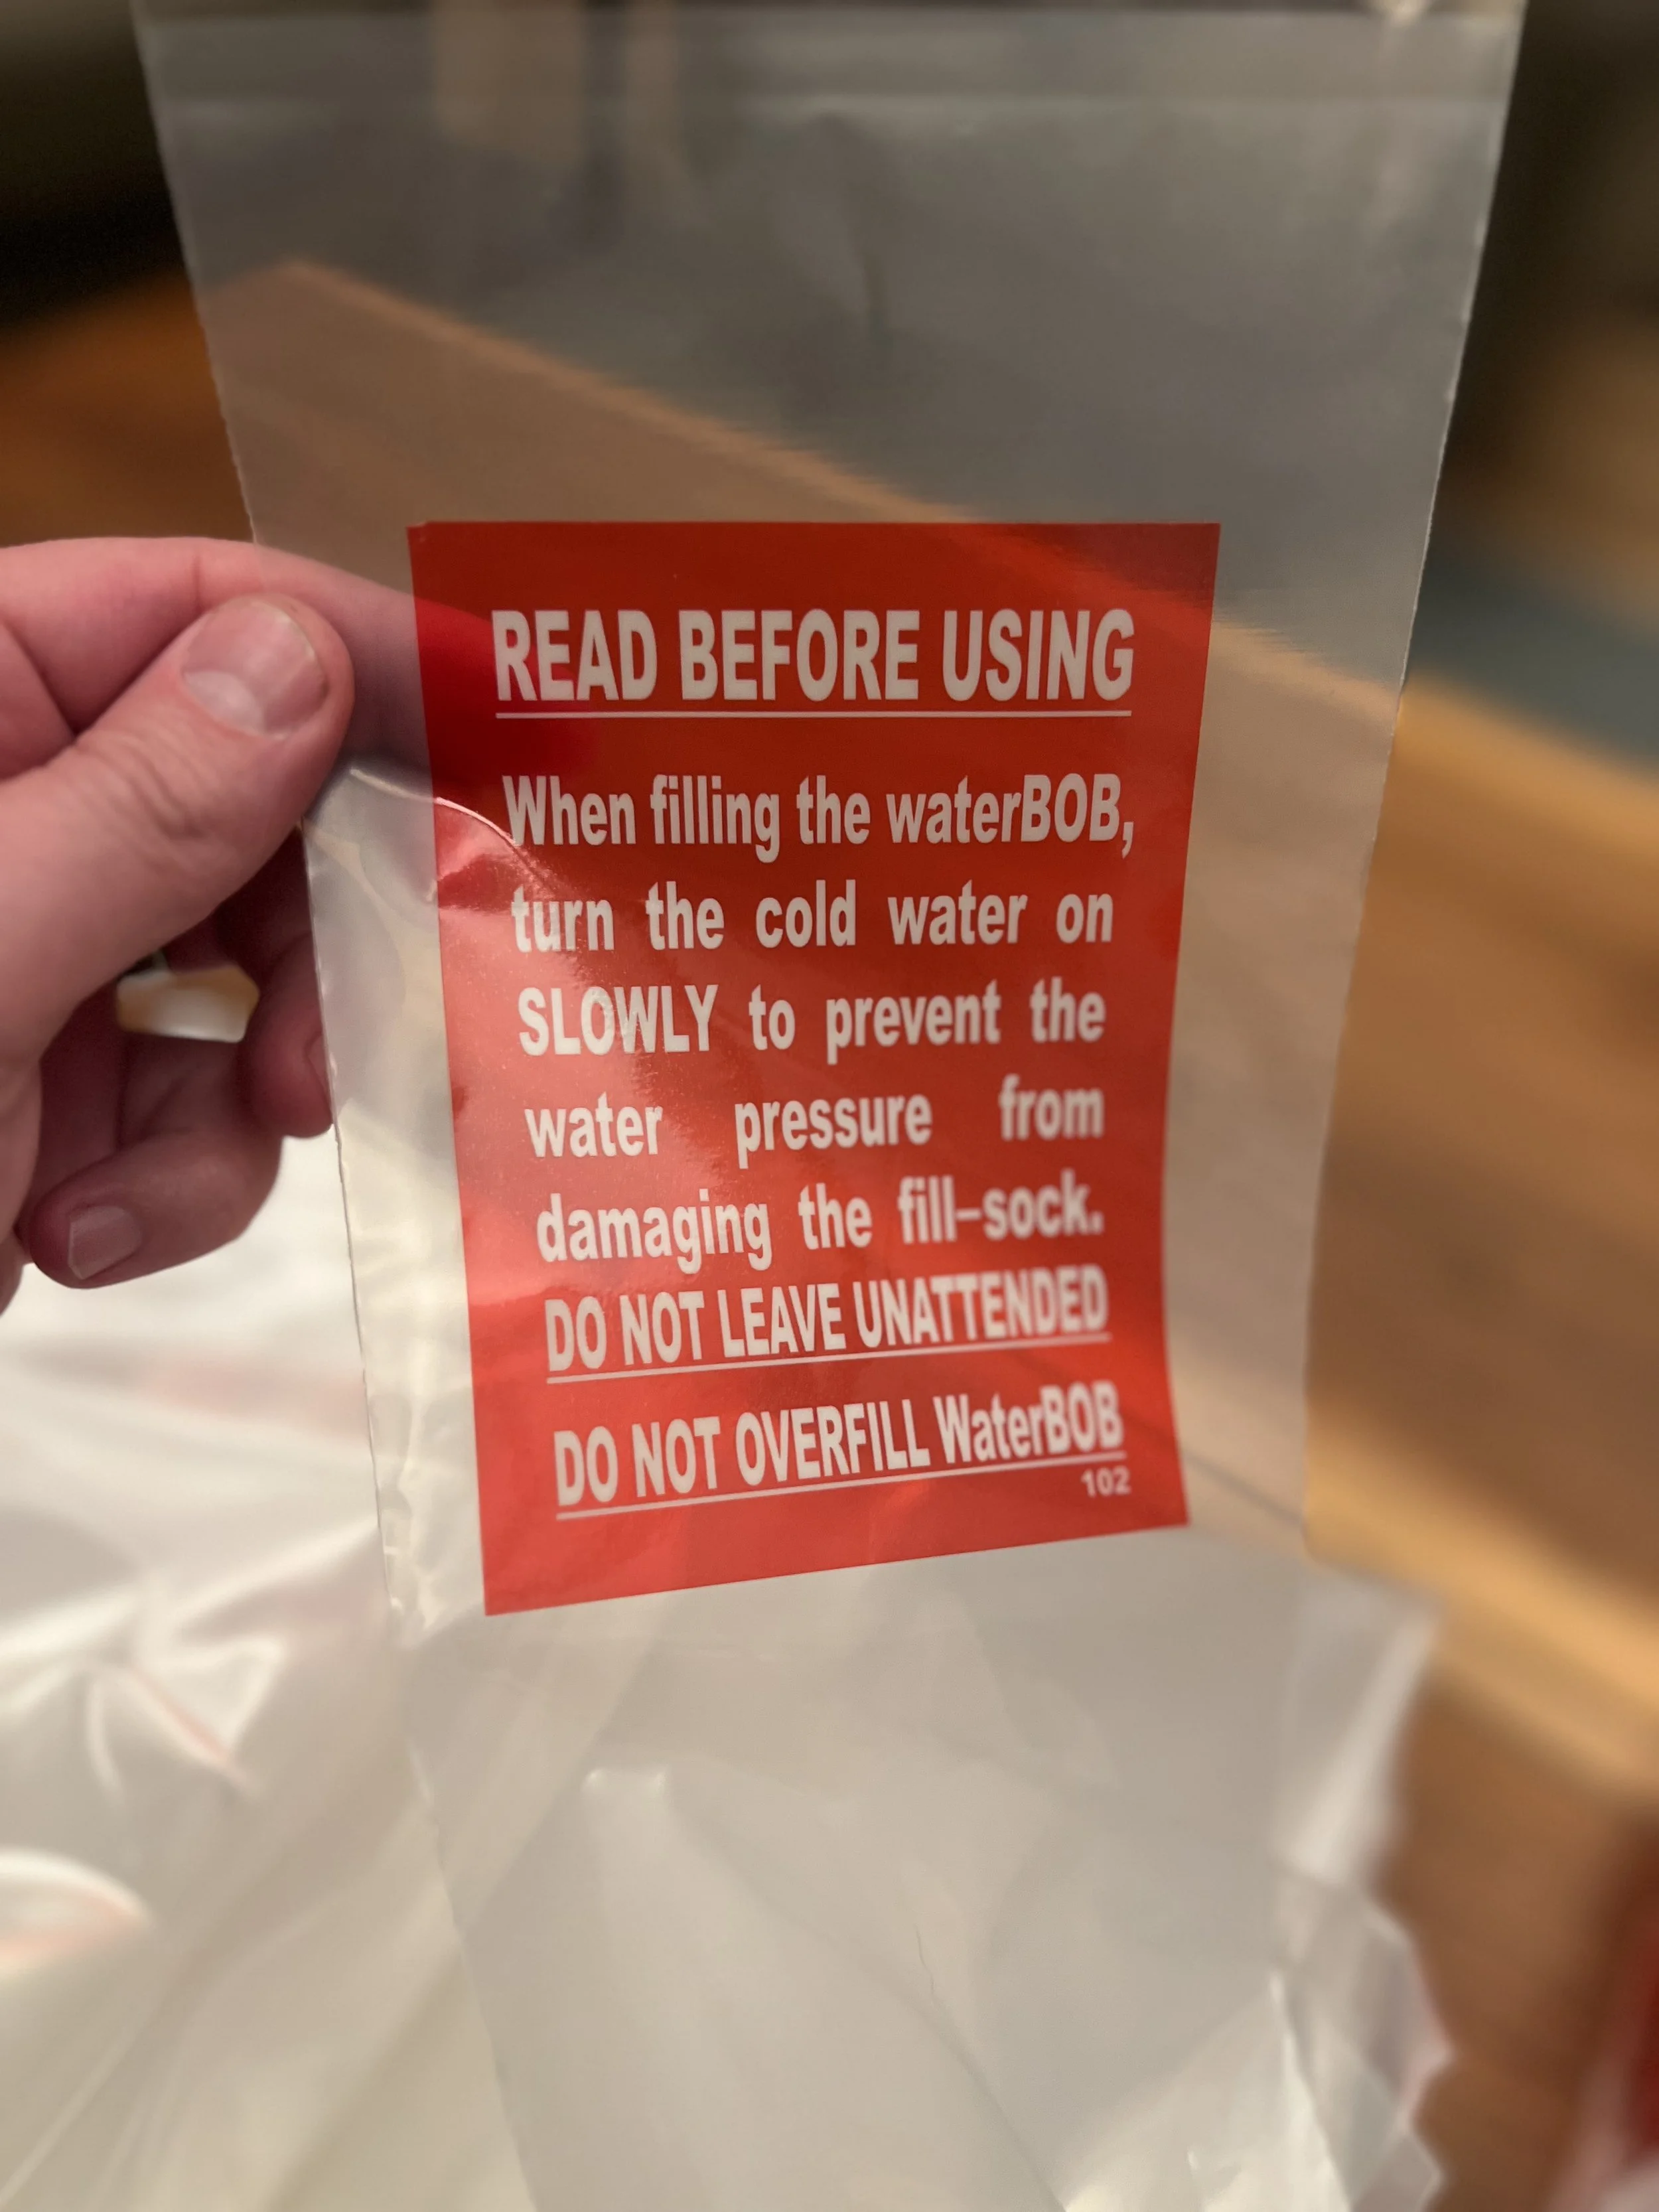 READ BEFORE USING
When filling the waterBOB,
turn the cold water on
SLOWLY to prevent the
water pressure from
damaging the fill-sock.
DO NOT LEAVE UNATTENDED
DO NOT OVERFILL WaterBOB
102